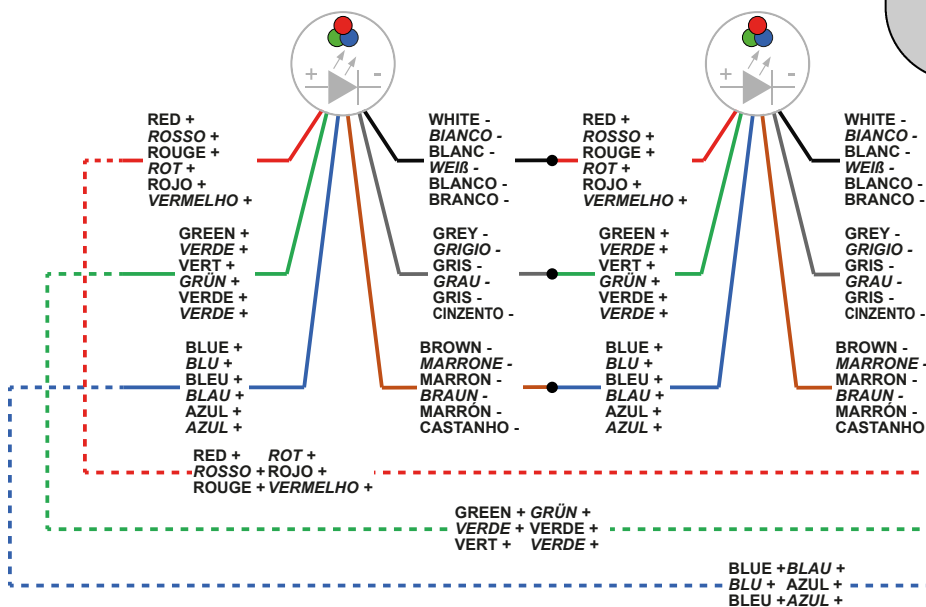 + -
+ -
RED +
ROSSO +
ROUGE +
ROT +
ROJO +
VERMELHO +
WHITE -
BIANCO -
BLANC -
WEIß -
BLANCO -
BRANCO -
RED +
ROSSO +
ROUGE +
ROT +
ROJO +
VERMELHO +
WHITE -
BIANCO -
BLANC -
WEIß -
BLANCO -
BRANCO -
GREEN +
VERDE +
VERT +
GRÜN +
VERDE +
VERDE +
GREY -
GRIGIO -
GRIS -
GRAU -
GRIS -
CINZENTO -
GREEN +
VERDE +
VERT +
GRÜN +
VERDE +
VERDE +
GREY -
GRIGIO -
GRIS -
GRAU -
GRIS -
CINZENTO -
BLUE +
BLU +
BLEU +
BLAU +
AZUL +
AZUL +
BROWN -
MARRONE -
MARRON -
BRAUN -
MARRÓN -
CASTANHO -
BLUE +
BLU +
BLEU +
BLAU +
AZUL +
AZUL +
BROWN -
MARRONE -
MARRON -
BRAUN -
MARRÓN -
CASTANHO
RED + ROT +
ROSSO + ROJO +
ROUGE + VERMELHO +
GREEN + GRÜN +
VERDE + VERDE +
VERT + VERDE +
BLUE + BLAU +
BLU + AZUL +
BLEU + AZUL +